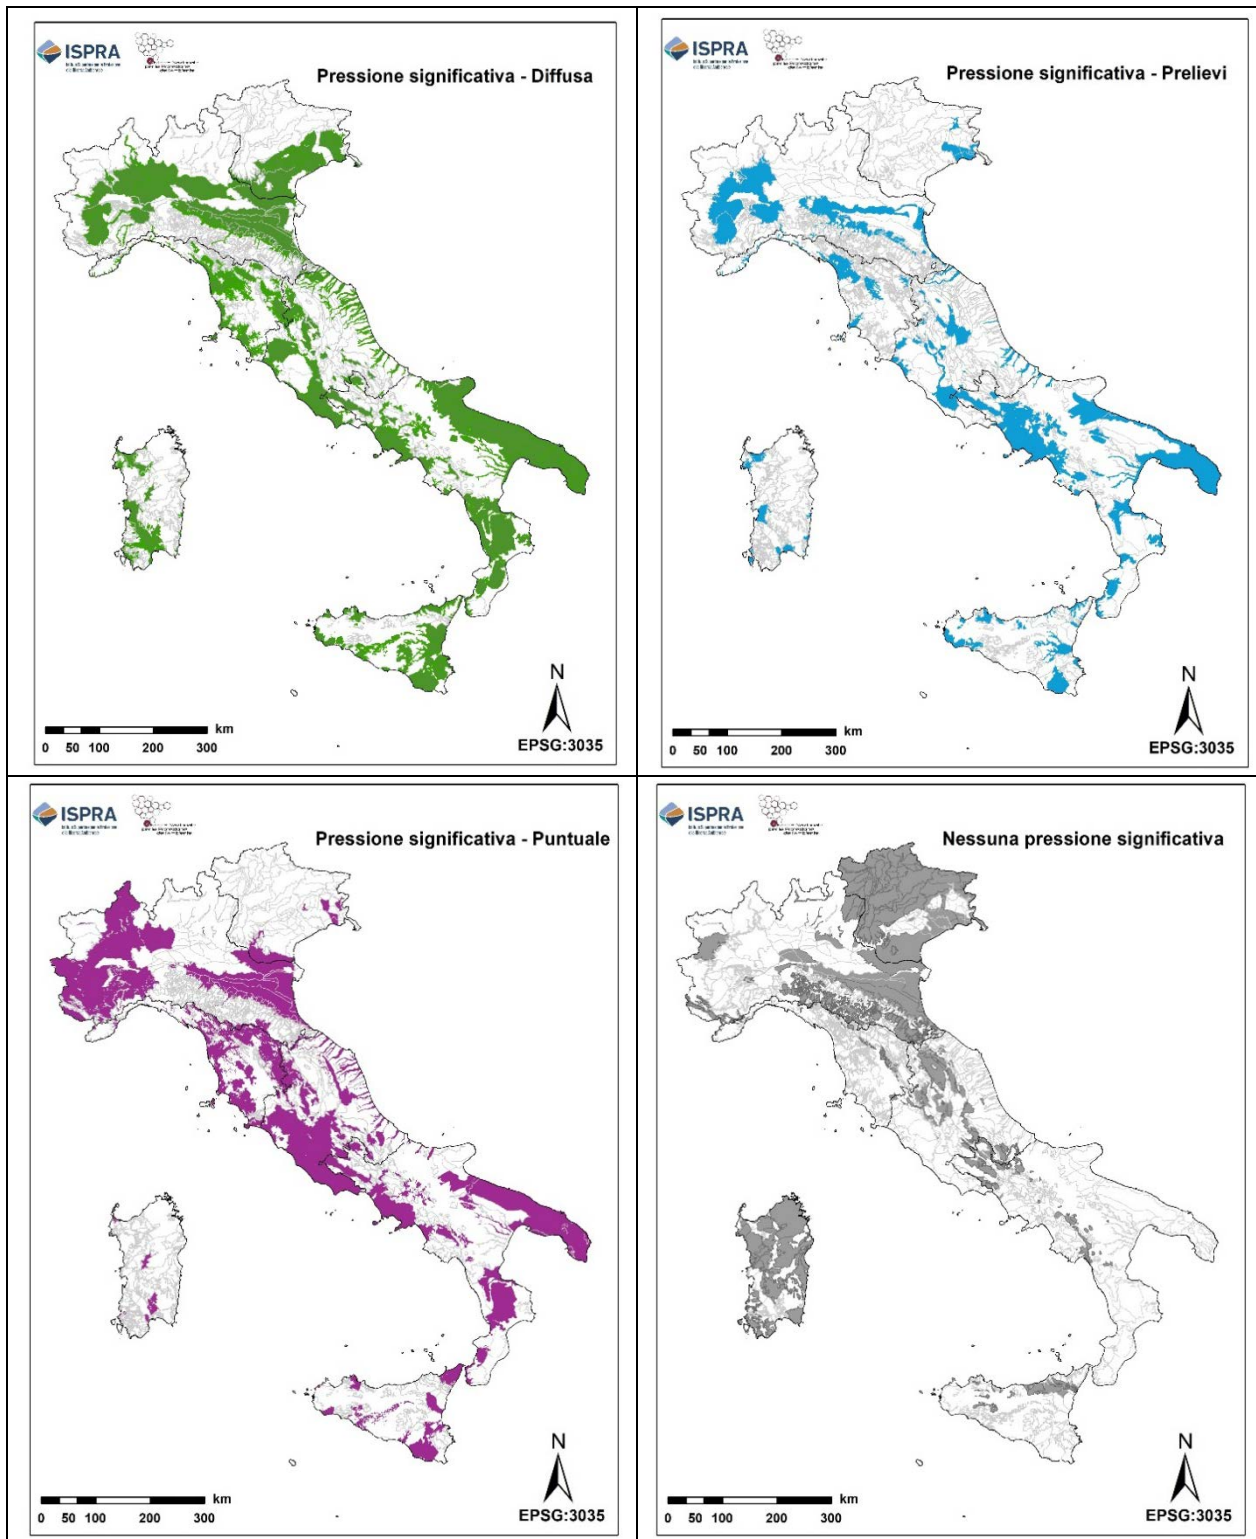 ISPRA
Pressione significativa - Diffusa
N
km
0 50 100 200 300
EPSG:3035
ISPRA
Pressione significativa - Prelievi
N
km
0 50 100 200 300
EPSG:3035
ISPRA
Pressione significativa - Puntuale
N
km
0 50 100 200 300
EPSG:3035
ISPRA
Nessuna pressione significativa
N
km
0 50 100 200 300
EPSG:3035